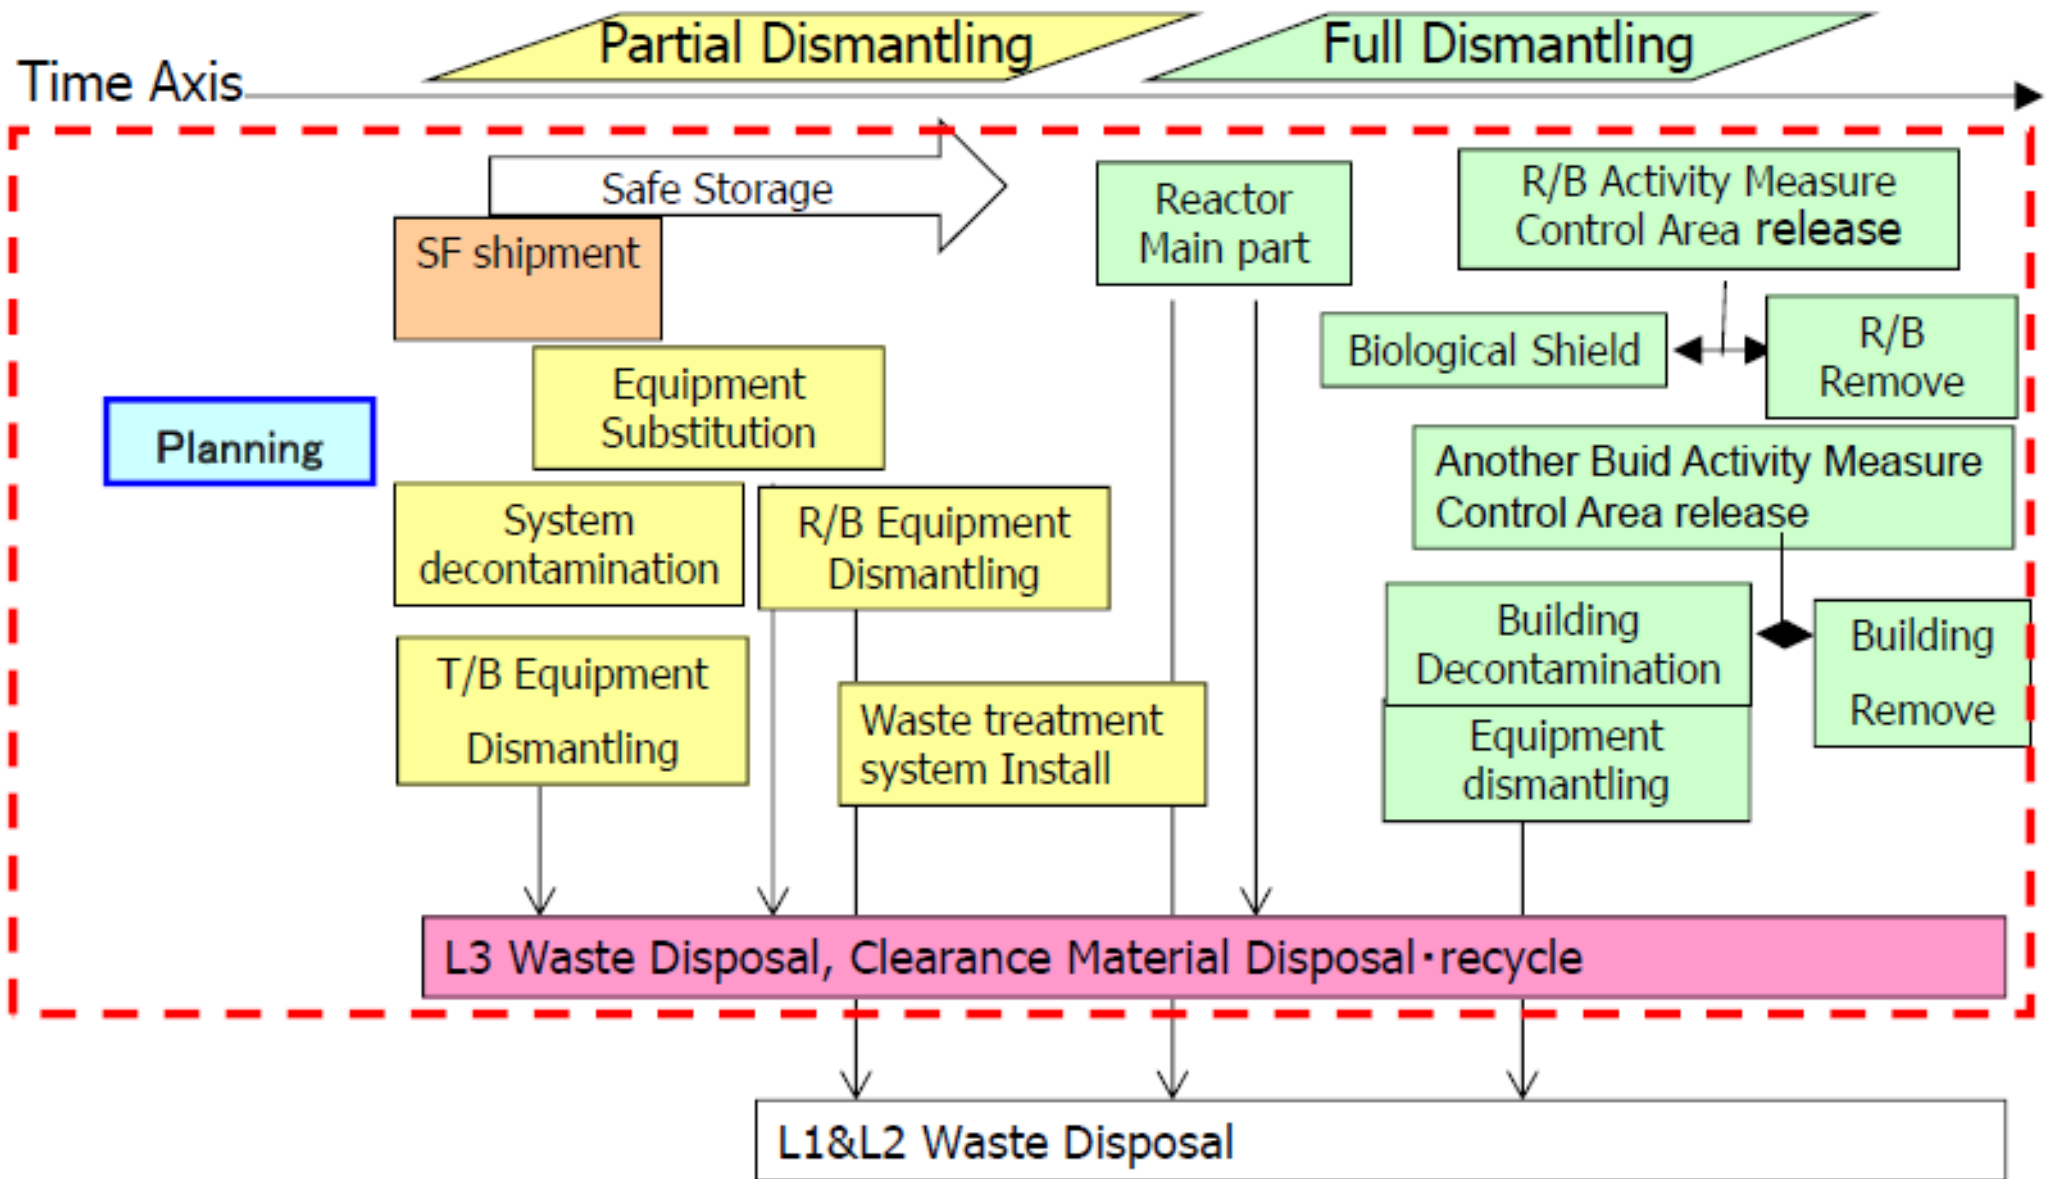 Partial Dismantling
Full Dismantling
Time Axis
Safe Storage
SF shipment
Reactor
Main part
R/B Activity Measure
Control Area release
Biological Shield
R/B
Remove
Equipment
Substitution
Planning
Another Buid Activity Measure
Control Area release
System
decontamination
R/B Equipment
Dismantling
Building
Decontamination
Building
Remove
T/B Equipment
Dismantling
Waste treatment
system Install
Equipment
dismantling
L3 Waste Disposal, Clearance Material Disposal・recycle
L1&L2 Waste Disposal